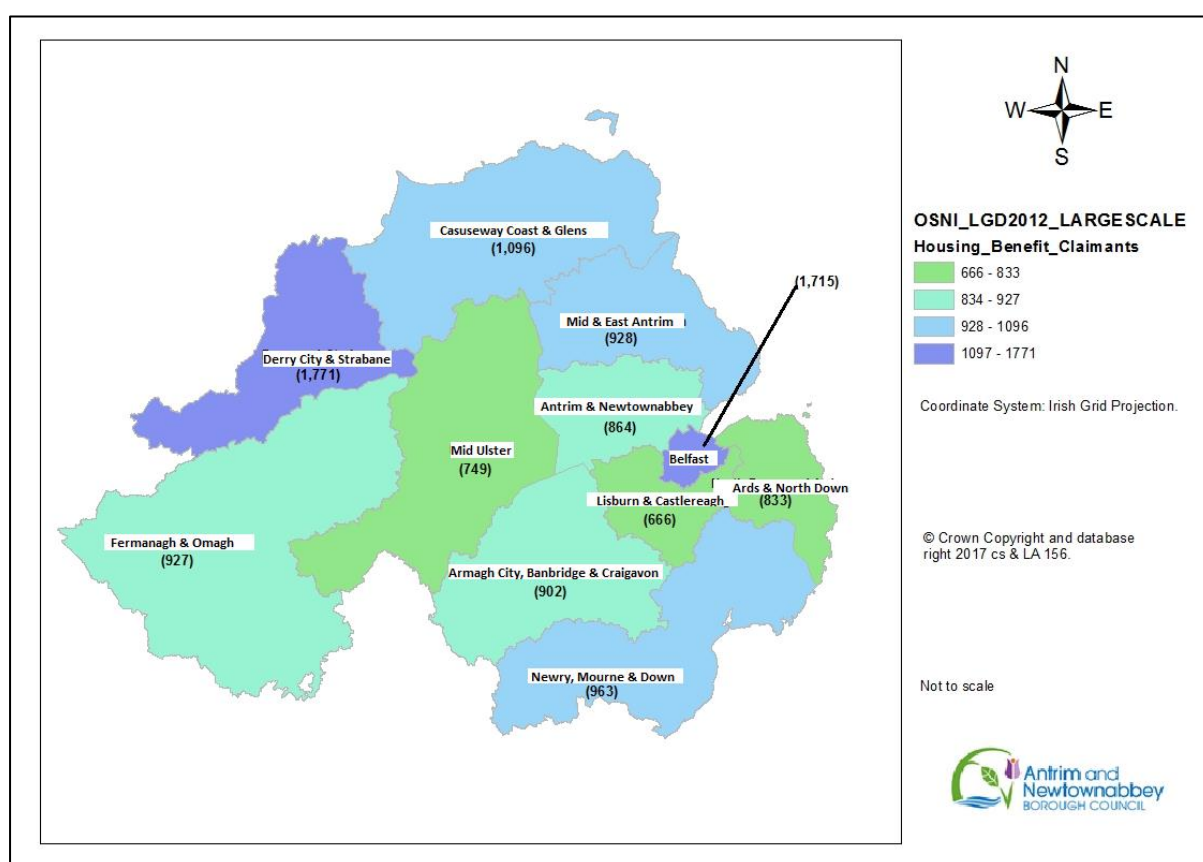 N
W E
S
OSNI_LGD2012_LARGESCALE
Housing_Benefit_Claimants
666 - 833
834 - 927
928 - 1096
1097 - 1771
Coordinate System: Irish Grid Projection.
© Crown Copyright and database
right 2017 cs & LA 156.
Not to scale
Antrim and
Newtownabbey
BOROUGH COUNCIL
Casuseway Coast & Glens
(1,096)
(1,715)
Mid & East Antrim
(928)
Derry City & Strabane
(1,771)
Antrim & Newtownabbey
(864)
Mid Ulster
(749)
Belfast
Ards & North Down
(833)
Lisburn & Castlereagh
(666)
Fermanagh & Omagh
(927)
Armagh City, Banbridge & Craigavon
(902)
Newry, Mourne & Down
(963)